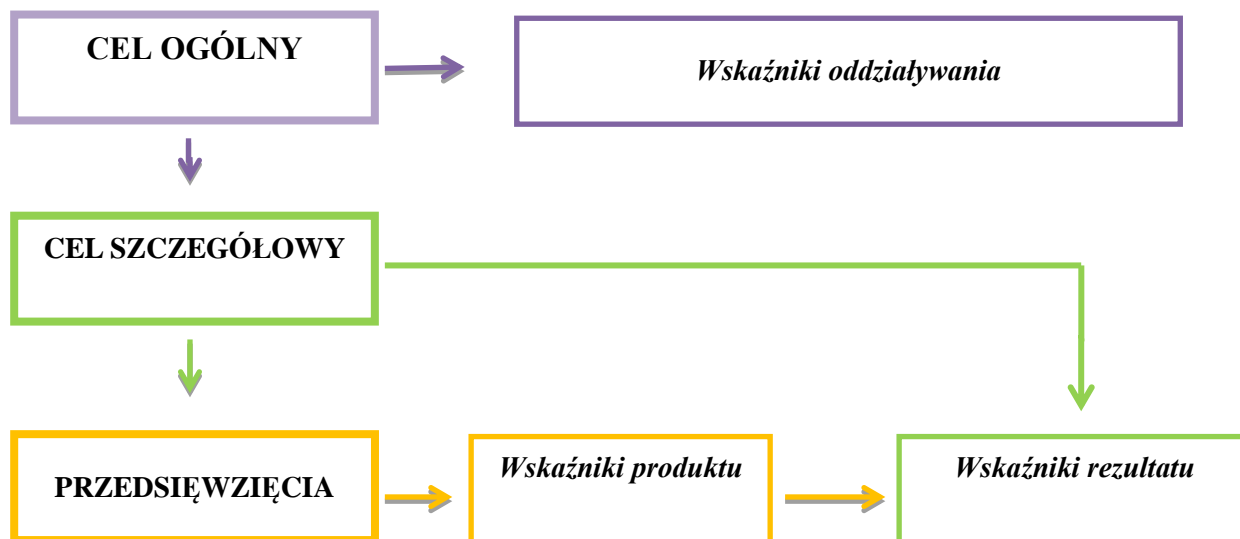 CEL OGÓLNY
Wskaźniki oddziaływania
CEL SZCZEGÓŁOWY
PRZEDSIĘWZIĘCIA
Wskaźniki produktu
Wskaźniki rezultatu